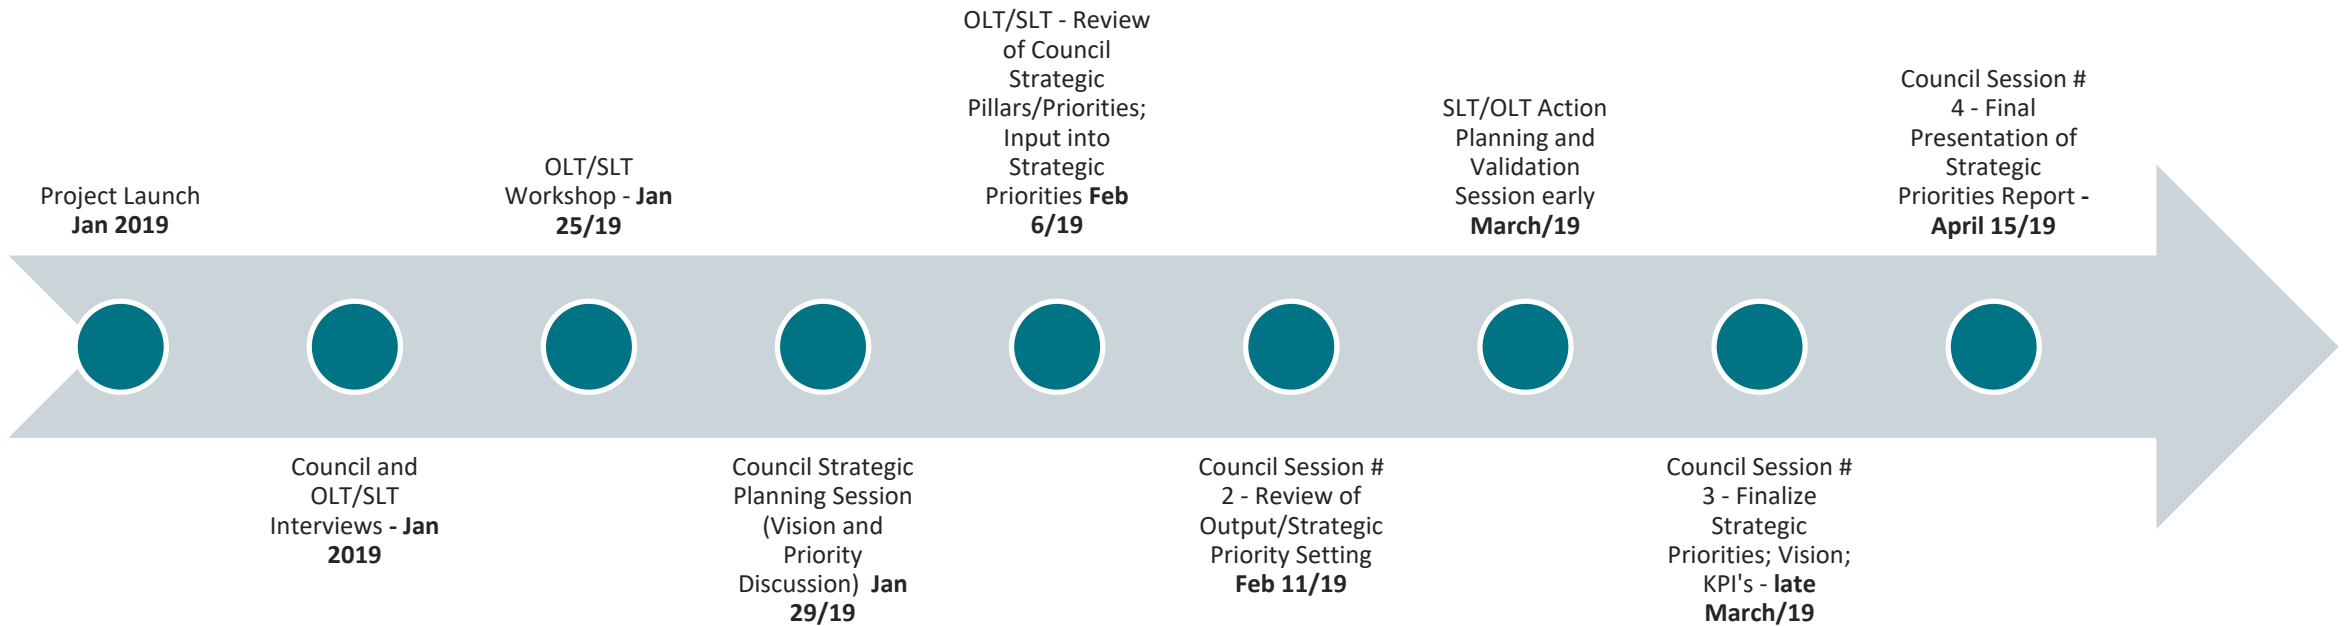 Project Launch
Jan 2019
Council and
OLT/SLT
Interviews - Jan
2019
OLT/SLT
Workshop - Jan
25/19
Council Strategic
Planning Session
(Vision and
Priority
Discussion)  Jan
29/19
OLT/SLT - Review
of Council
Strategic
Pillars/Priorities;
Input into
Strategic
Priorities Feb
6/19
Council Session #
2 - Review of
Output/Strategic
Priority Setting
Feb 11/19
SLT/OLT Action
Planning and
Validation
Session early
March/19
Council Session #
3 - Finalize
Strategic
Priorities; Vision;
KPI's - late
March/19
Council Session #
4 - Final
Presentation of
Strategic
Priorities Report -
April 15/19